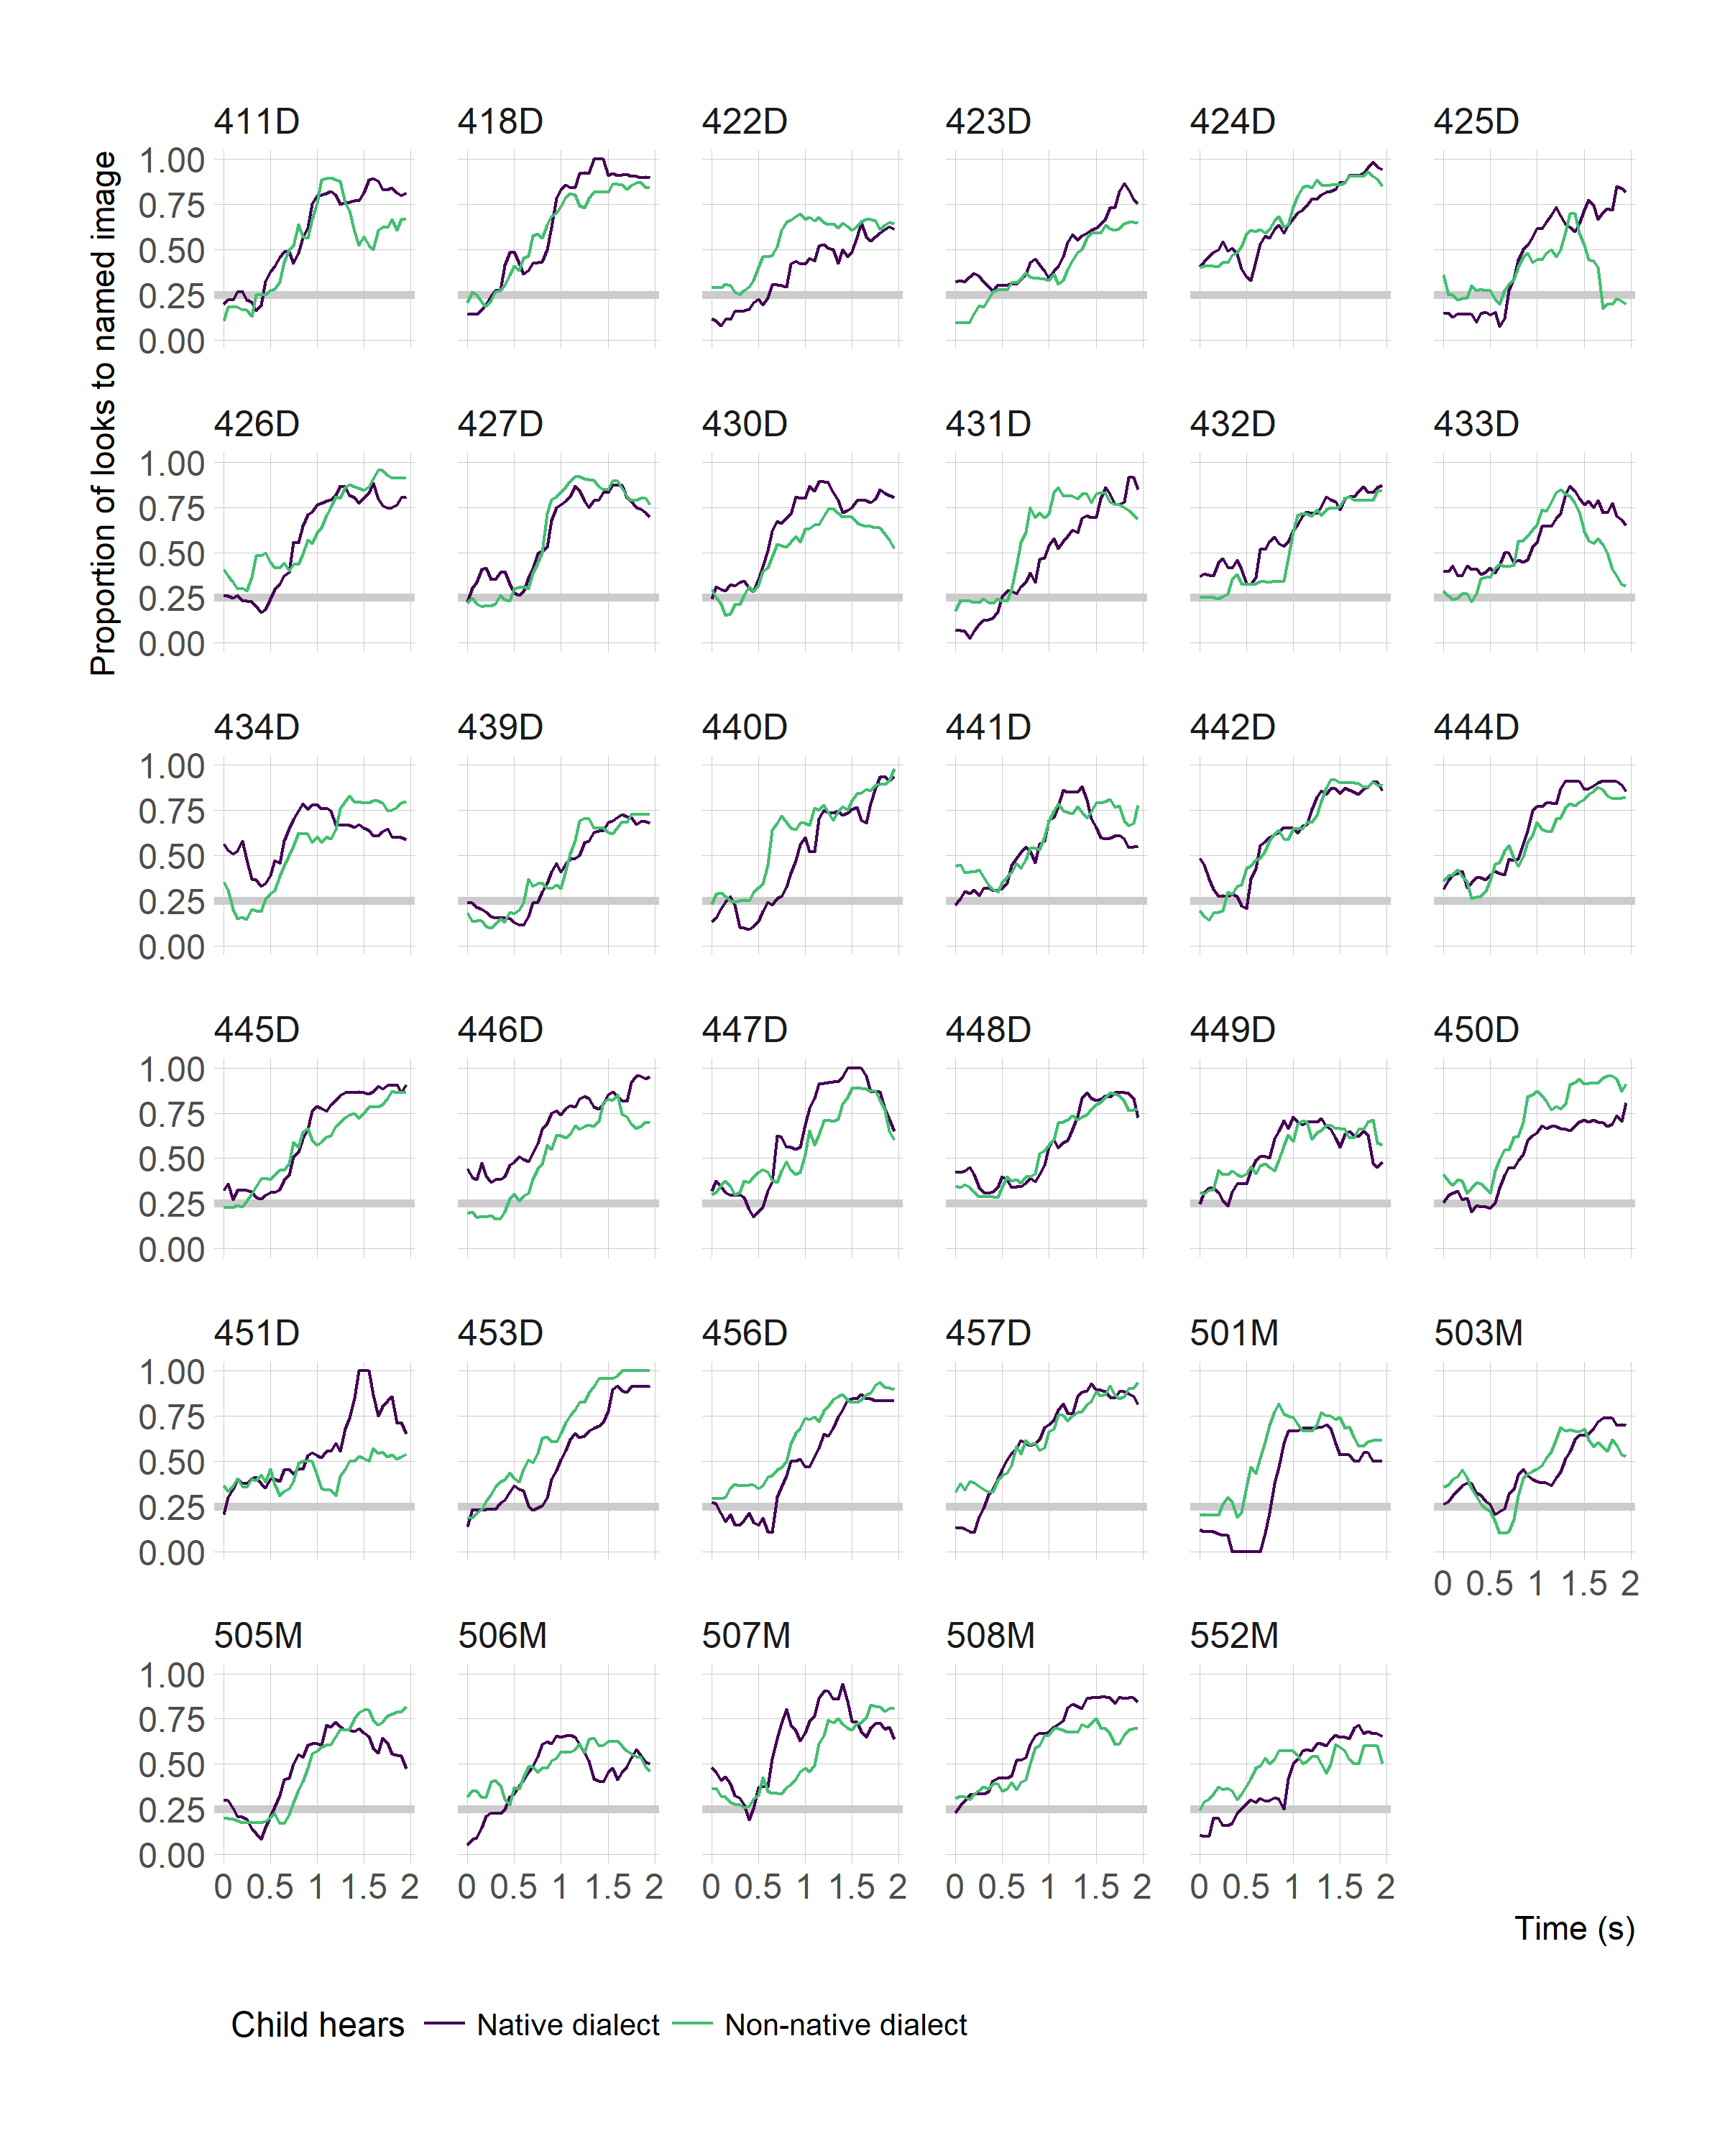 411D 418D 422D 423D 424D 425D
Proportion of looks to named image
1.00
0.75
0.50
0.25
0.00
426D 427D 430D 431D 432D 433D
1.00
0.75
0.50
0.25
0.00
434D 439D 440D 441D 442D 444D
1.00
0.75
0.50
0.25
0.00
445D 446D 447D 448D 449D 450D
1.00
0.75
0.50
0.25
0.00
451D 453D 456D 457D 501M 503M
1.00
0.75
0.50
0.25
0.00
0 0.5 1 1.5 2
505M 506M 507M 508M 552M
1.00
0.75
0.50
0.25
0.00
0 0.5 1 1.5 2 0 0.5 1 1.5 2 0 0.5 1 1.5 2 0 0.5 1 1.5 2 0 0.5 1 1.5 2
Time (s)
Child hears Native dialect Non-native dialect